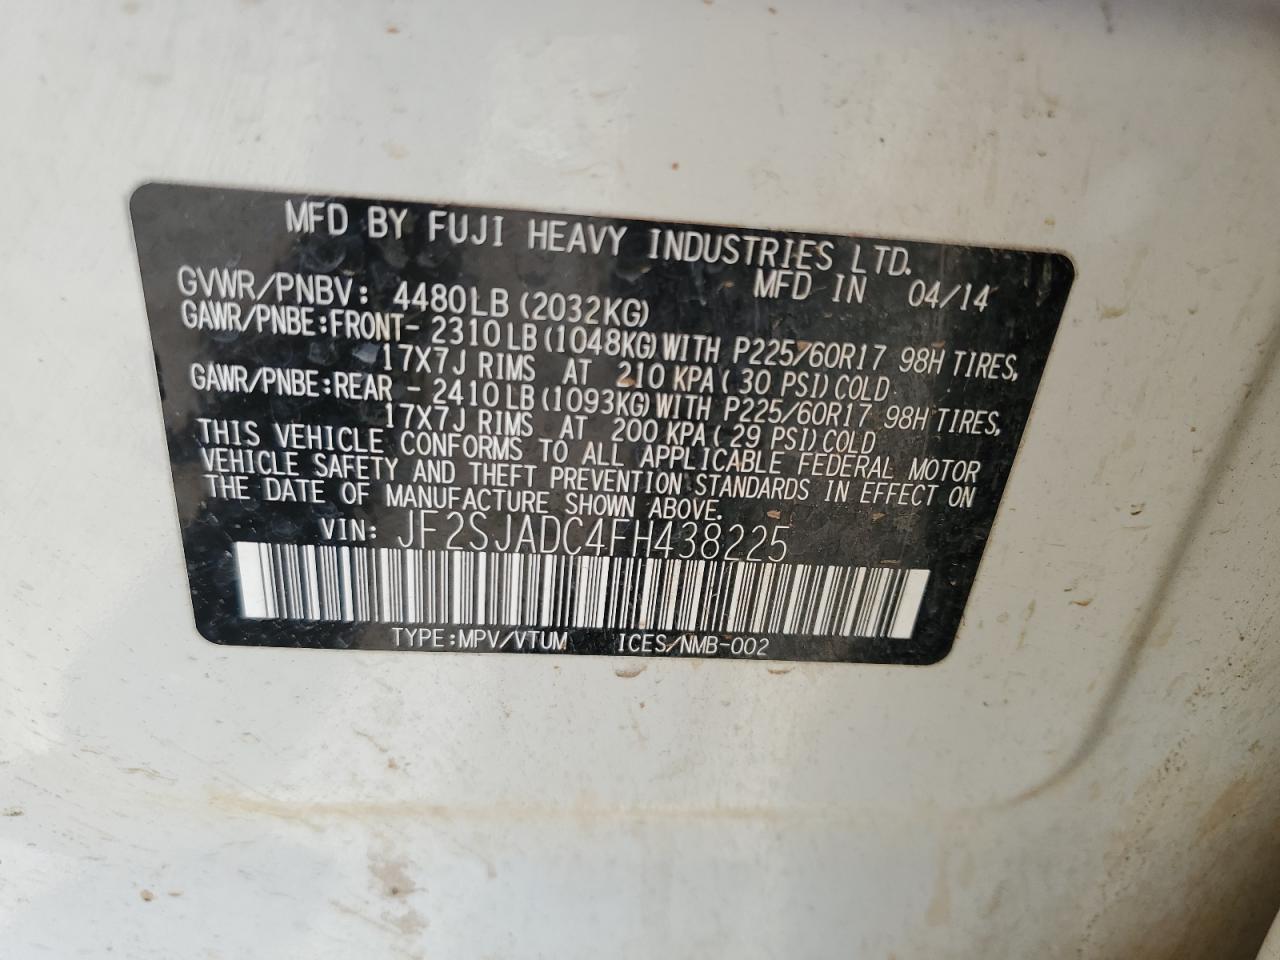 MFD BY FUJI HEAVY INDUSTRIES LTD.
MFD IN 04/14
GVWR/PNBV: 4480LB (2032KG)
GAWR/PNBE:FRONT- 2310LB(1048KG)WITH P225/60R17 98H TIRES,
17X7J RIMS AT 210 KPA( 30 PSI)COLD
GAWR/PNBE:REAR - 2410LB(1093KG)WITH P225/60R17 98H TIRES,
17X7J RIMS AT 200 KPA( 29 PSI)COLD
THIS VEHICLE CONFORMS TO ALL APPLICABLE FEDERAL MOTOR
VEHICLE SAFETY AND THEFT PREVENTION STANDARDS IN EFFECT ON
THE DATE OF MANUFACTURE SHOWN ABOVE.
VIN: JF2SJADC4FH438225
TYPE:MPV/VTUM ICES/NMB-002